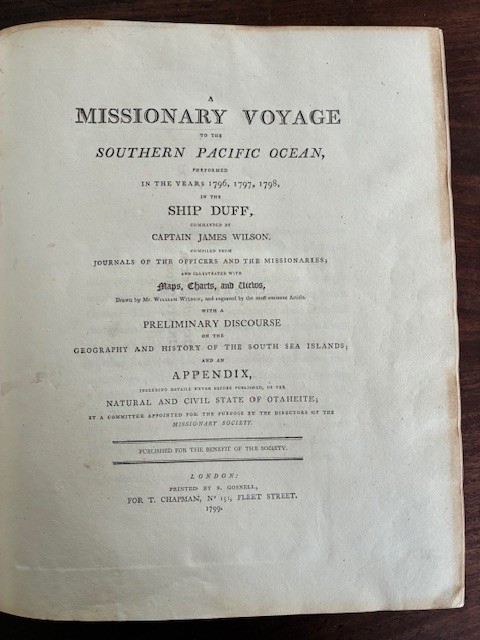 A
MISSIONARY VOYAGE
TO THE
SOUTHERN PACIFIC OCEAN,
PERFORMED
IN THE YEARS 1796, 1797, 1798,
IN THE
SHIP DUFF,
COMMANDED BY
CAPTAIN JAMES WILSON.
COMPILED FROM
JOURNALS OF THE OFFICERS AND THE MISSIONARIES;
AND ILLUSTRATED WITH
Maps, Charts, and Views,
Drawn by Mr. WILLIAM WILSON, and engraved by the most eminent Artists.
WITH A
PRELIMINARY DISCOURSE
ON THE
GEOGRAPHY AND HISTORY OF THE SOUTH SEA ISLANDS;
AND AN
APPENDIX,
INCLUDING DETAILS NEVER BEFORE PUBLISHED, OF THE
NATURAL AND CIVIL STATE OF OTAHEITE;
BY A COMMITTEE APPOINTED FOR THE PURPOSE BY THE DIRECTORS OF THE
MISSIONARY SOCIETY.
PUBLISHED FOR THE BENEFIT OF THE SOCIETY.
LONDON:
PRINTED BY S. GOSNELL,
FOR T. CHAPMAN, Nº 151, FLEET STREET.
1799.